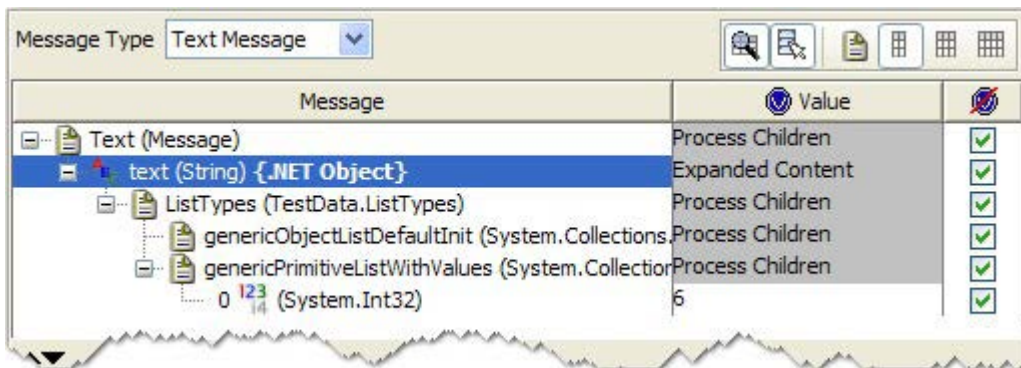 Message Type Text Message
Message Value
Text (Message) Process Children
text (String) {.NET Object} Expanded Content
ListTypes (TestData.ListTypes) Process Children
genericObjectListDefaultInit (System.Collections. Process Children
genericPrimitiveListWithValues (System.Collection Process Children
0 123 (System.Int32) 6